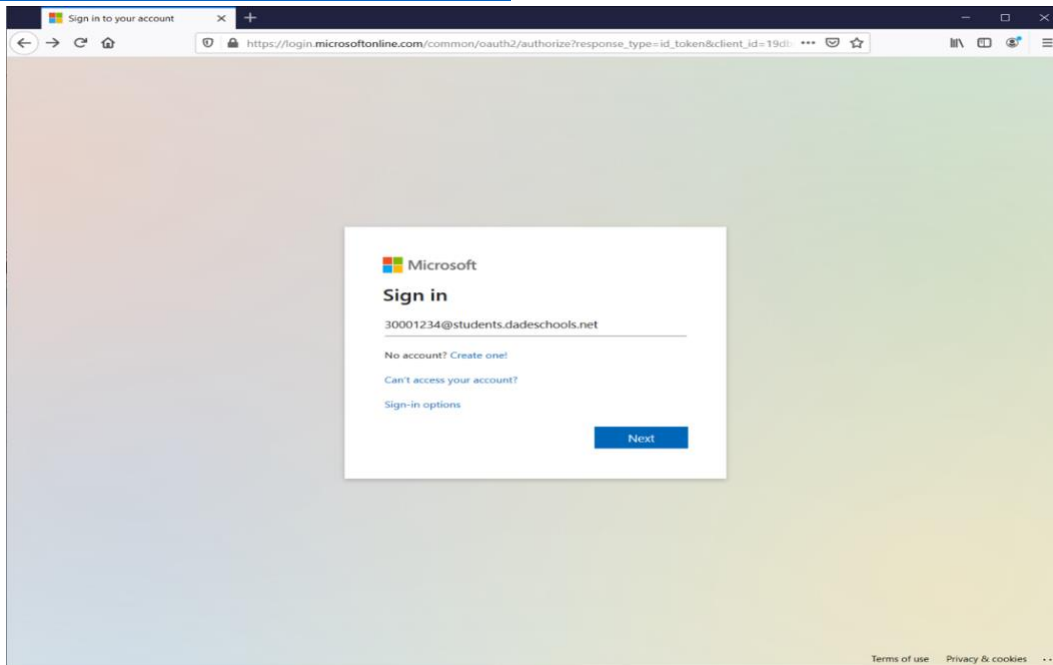 Sign in to your account
https://login.microsoftonline.com/common/oauth2/authorize?response_type=id_token&client_id=19db
Microsoft
Sign in
30001234@students.dadeschools.net
No account? Create one!
Can't access your account?
Sign-in options
Next
Terms of use Privacy & cookies